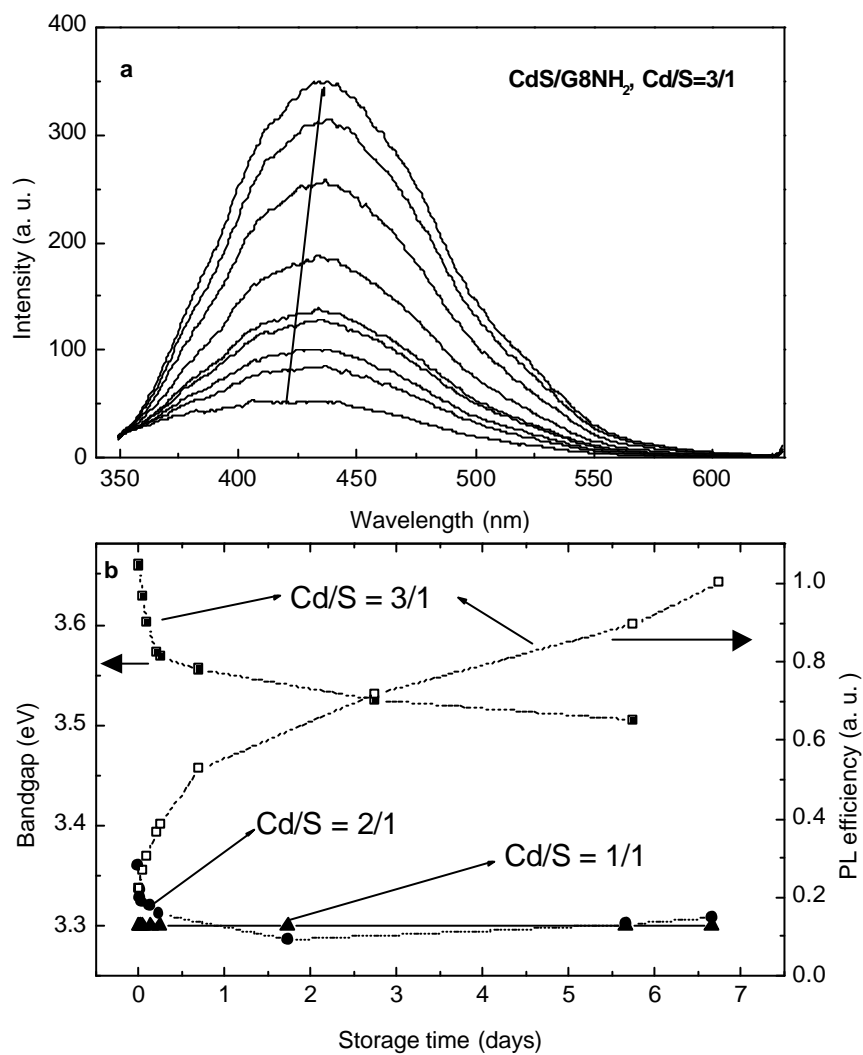 400
a
CdS/G8NH₂, Cd/S=3/1
300
200
100
0
Intensity (a. u. )
350 400 450 500 550 600
Wavelength (nm)
b
Cd/S = 3/1
3.6
3.5
3.4
3.3
Bandgap (eV)
1.0
0.8
0.6
0.4
0.2
0.0
PL efficiency (a. u.)
Cd/S = 2/1
Cd/S = 1/1
0 1 2 3 4 5 6 7
Storage time (days)